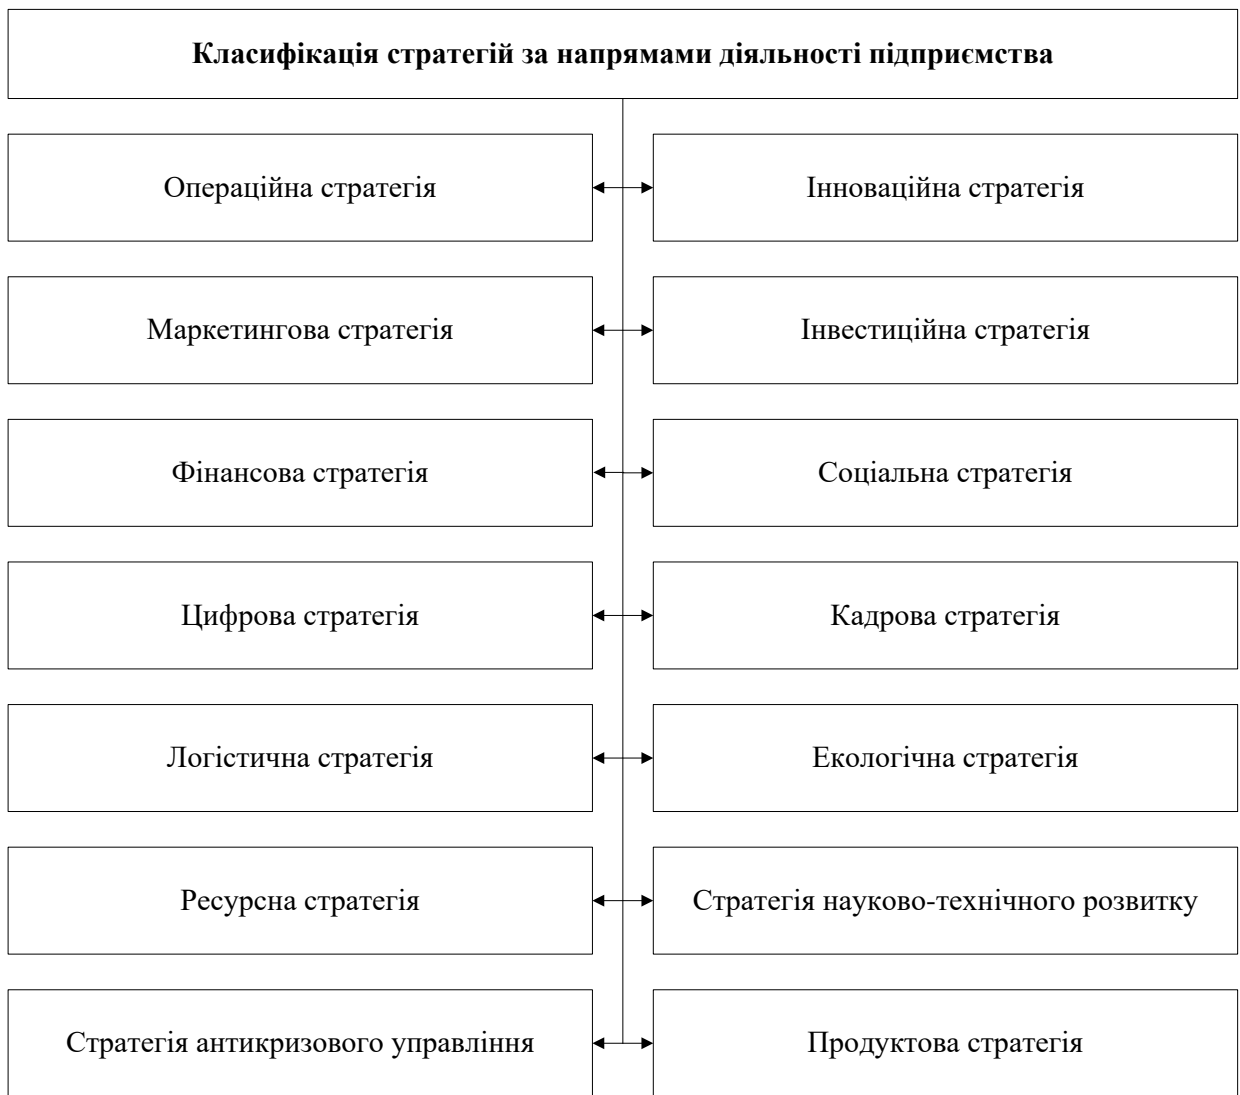 Класифікація стратегій за напрямами діяльності підприємства
Операційна стратегія
Інноваційна стратегія
Маркетингова стратегія
Інвестиційна стратегія
Фінансова стратегія
Соціальна стратегія
Цифрова стратегія
Кадрова стратегія
Логістична стратегія
Екологічна стратегія
Ресурсна стратегія
Стратегія науково-технічного розвитку
Стратегія антикризового управління
Продуктова стратегія